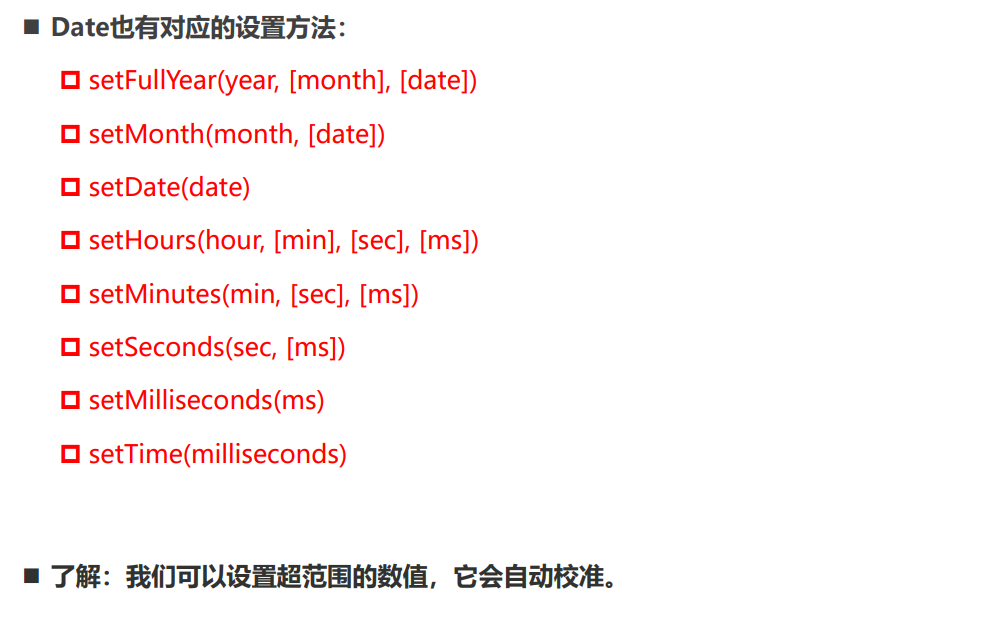 Date也有对应的设置方法：
setFullYear(year, [month], [date])
setMonth(month, [date])
setDate(date)
setHours(hour, [min], [sec], [ms])
setMinutes(min, [sec], [ms])
setSeconds(sec, [ms])
setMilliseconds(ms)
setTime(milliseconds)
了解：我们可以设置超范围的数值，它会自动校准。